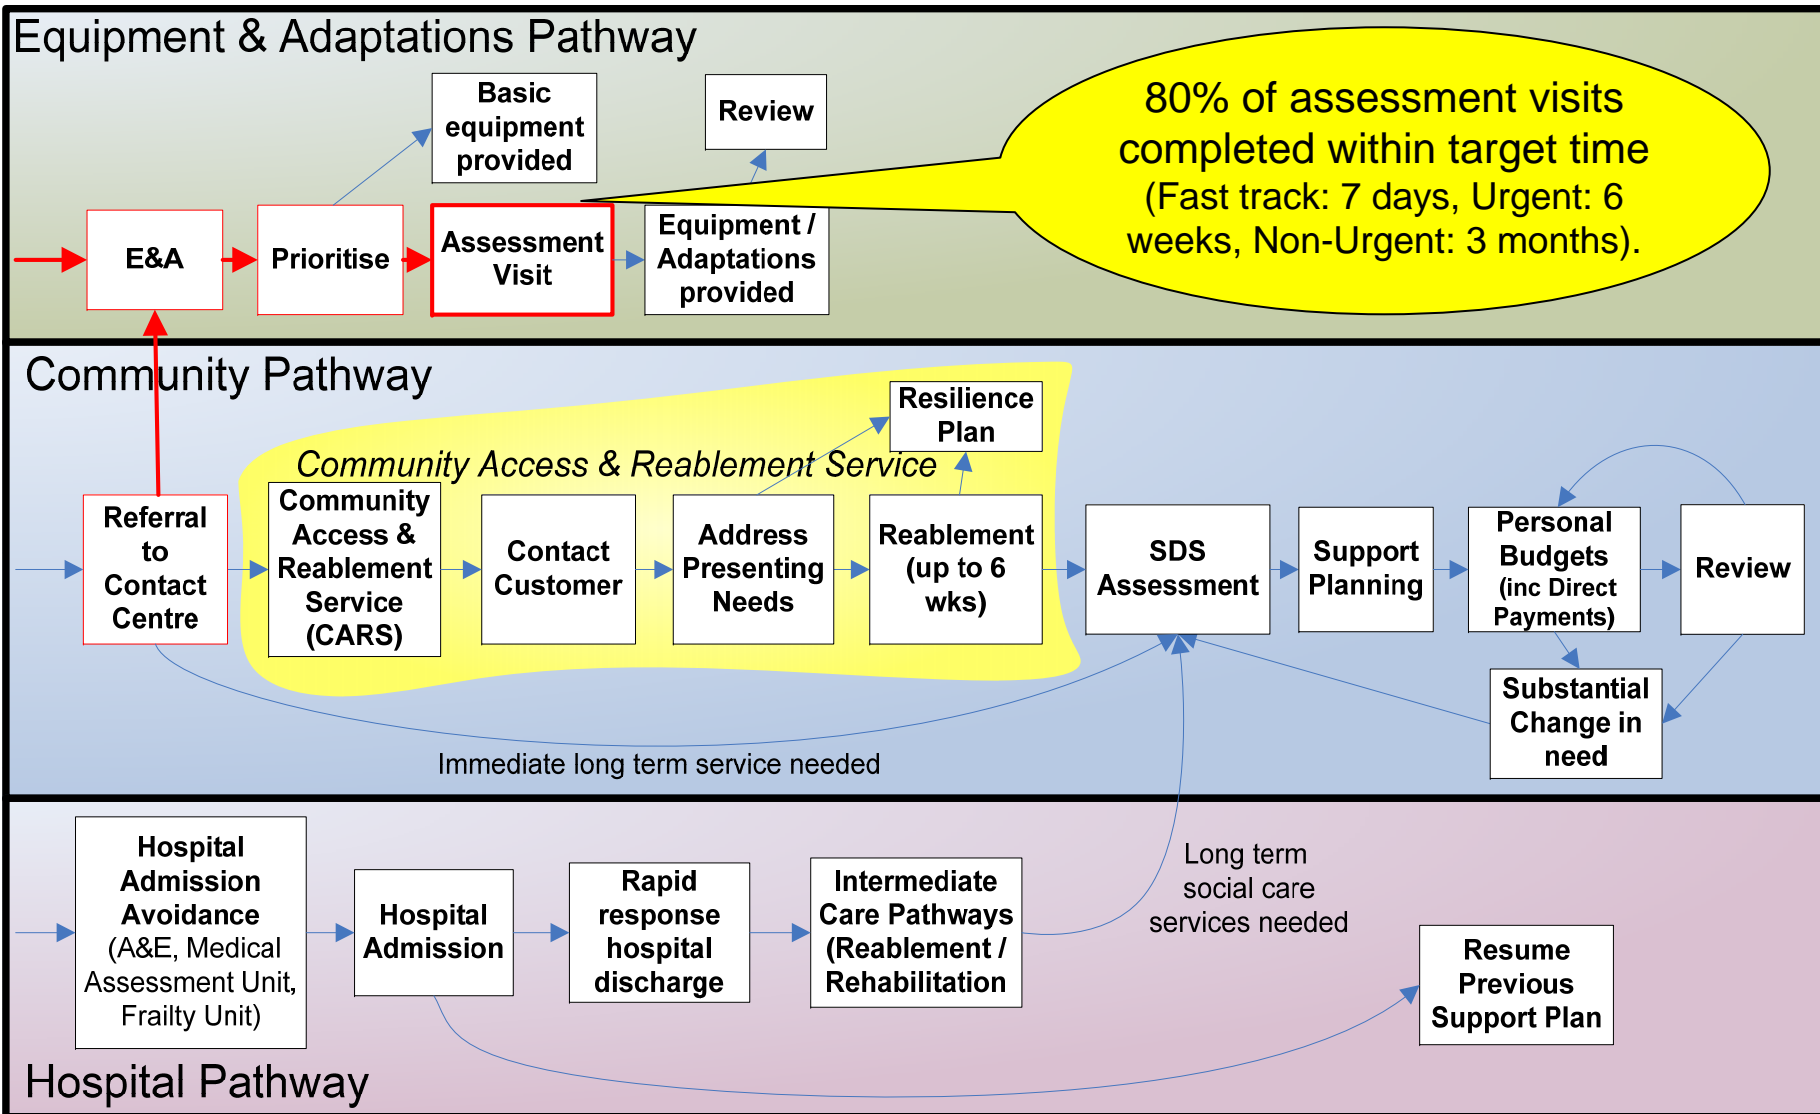 Equipment & Adaptations Pathway
Basic
equipment
provided
Review
80% of assessment visits
completed within target time
(Fast track: 7 days, Urgent: 6
weeks, Non-Urgent: 3 months).
E&A
Prioritise
Assessment
Visit
Equipment /
Adaptations
provided
Community Pathway
Resilience
Plan
Community Access & Reablement Service
Referral
to
Contact
Centre
Community
Access &
Reablement
Service
(CARS)
Contact
Customer
Address
Presenting
Needs
Reablement
(up to 6
wks)
SDS
Assessment
Support
Planning
Personal
Budgets
(inc Direct
Payments)
Review
Substantial
Change in
need
Immediate long term service needed
Hospital
Admission
Avoidance
(A&E, Medical
Assessment Unit,
Frailty Unit)
Hospital
Admission
Rapid
response
hospital
discharge
Intermediate
Care Pathways
(Reablement /
Rehabilitation
Long term
social care
services needed
Resume
Previous
Support Plan
Hospital Pathway